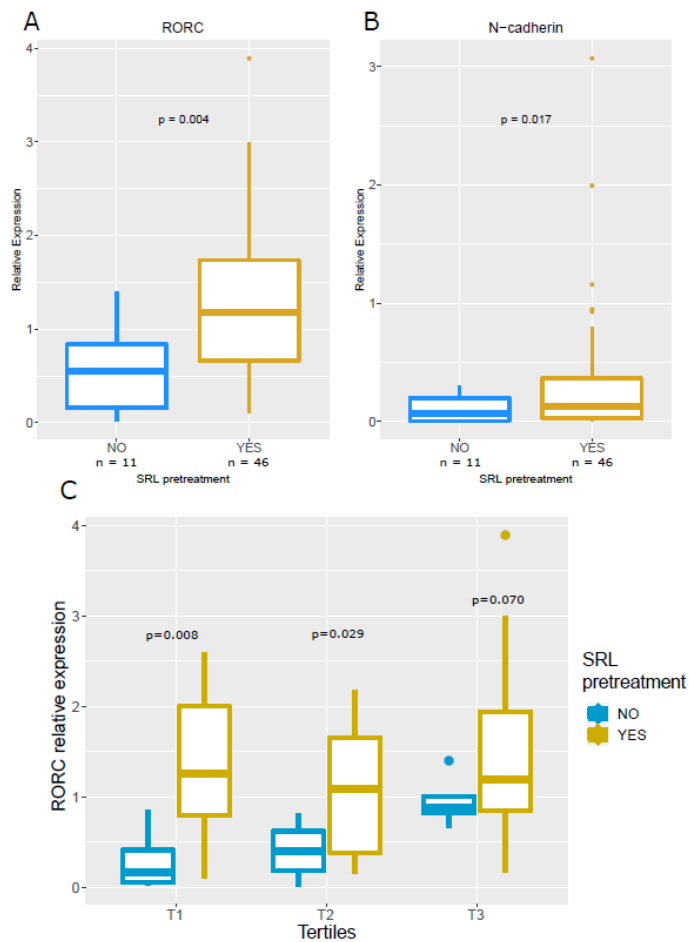 A
RORC
4
3
2
1
0
Relative Expression
p = 0.004
NO
YES
n = 11
n = 46
SRL pretreatment
B
N-cadherin
3
2
1
0
Relative Expression
p = 0.017
NO
YES
n = 11
n = 46
SRL pretreatment
C
4
3
2
1
0
RORC relative expression
p=0.008
p=0.029
p=0.070
T1
T2
T3
Tertiles
SRL
pretreatment
NO
YES